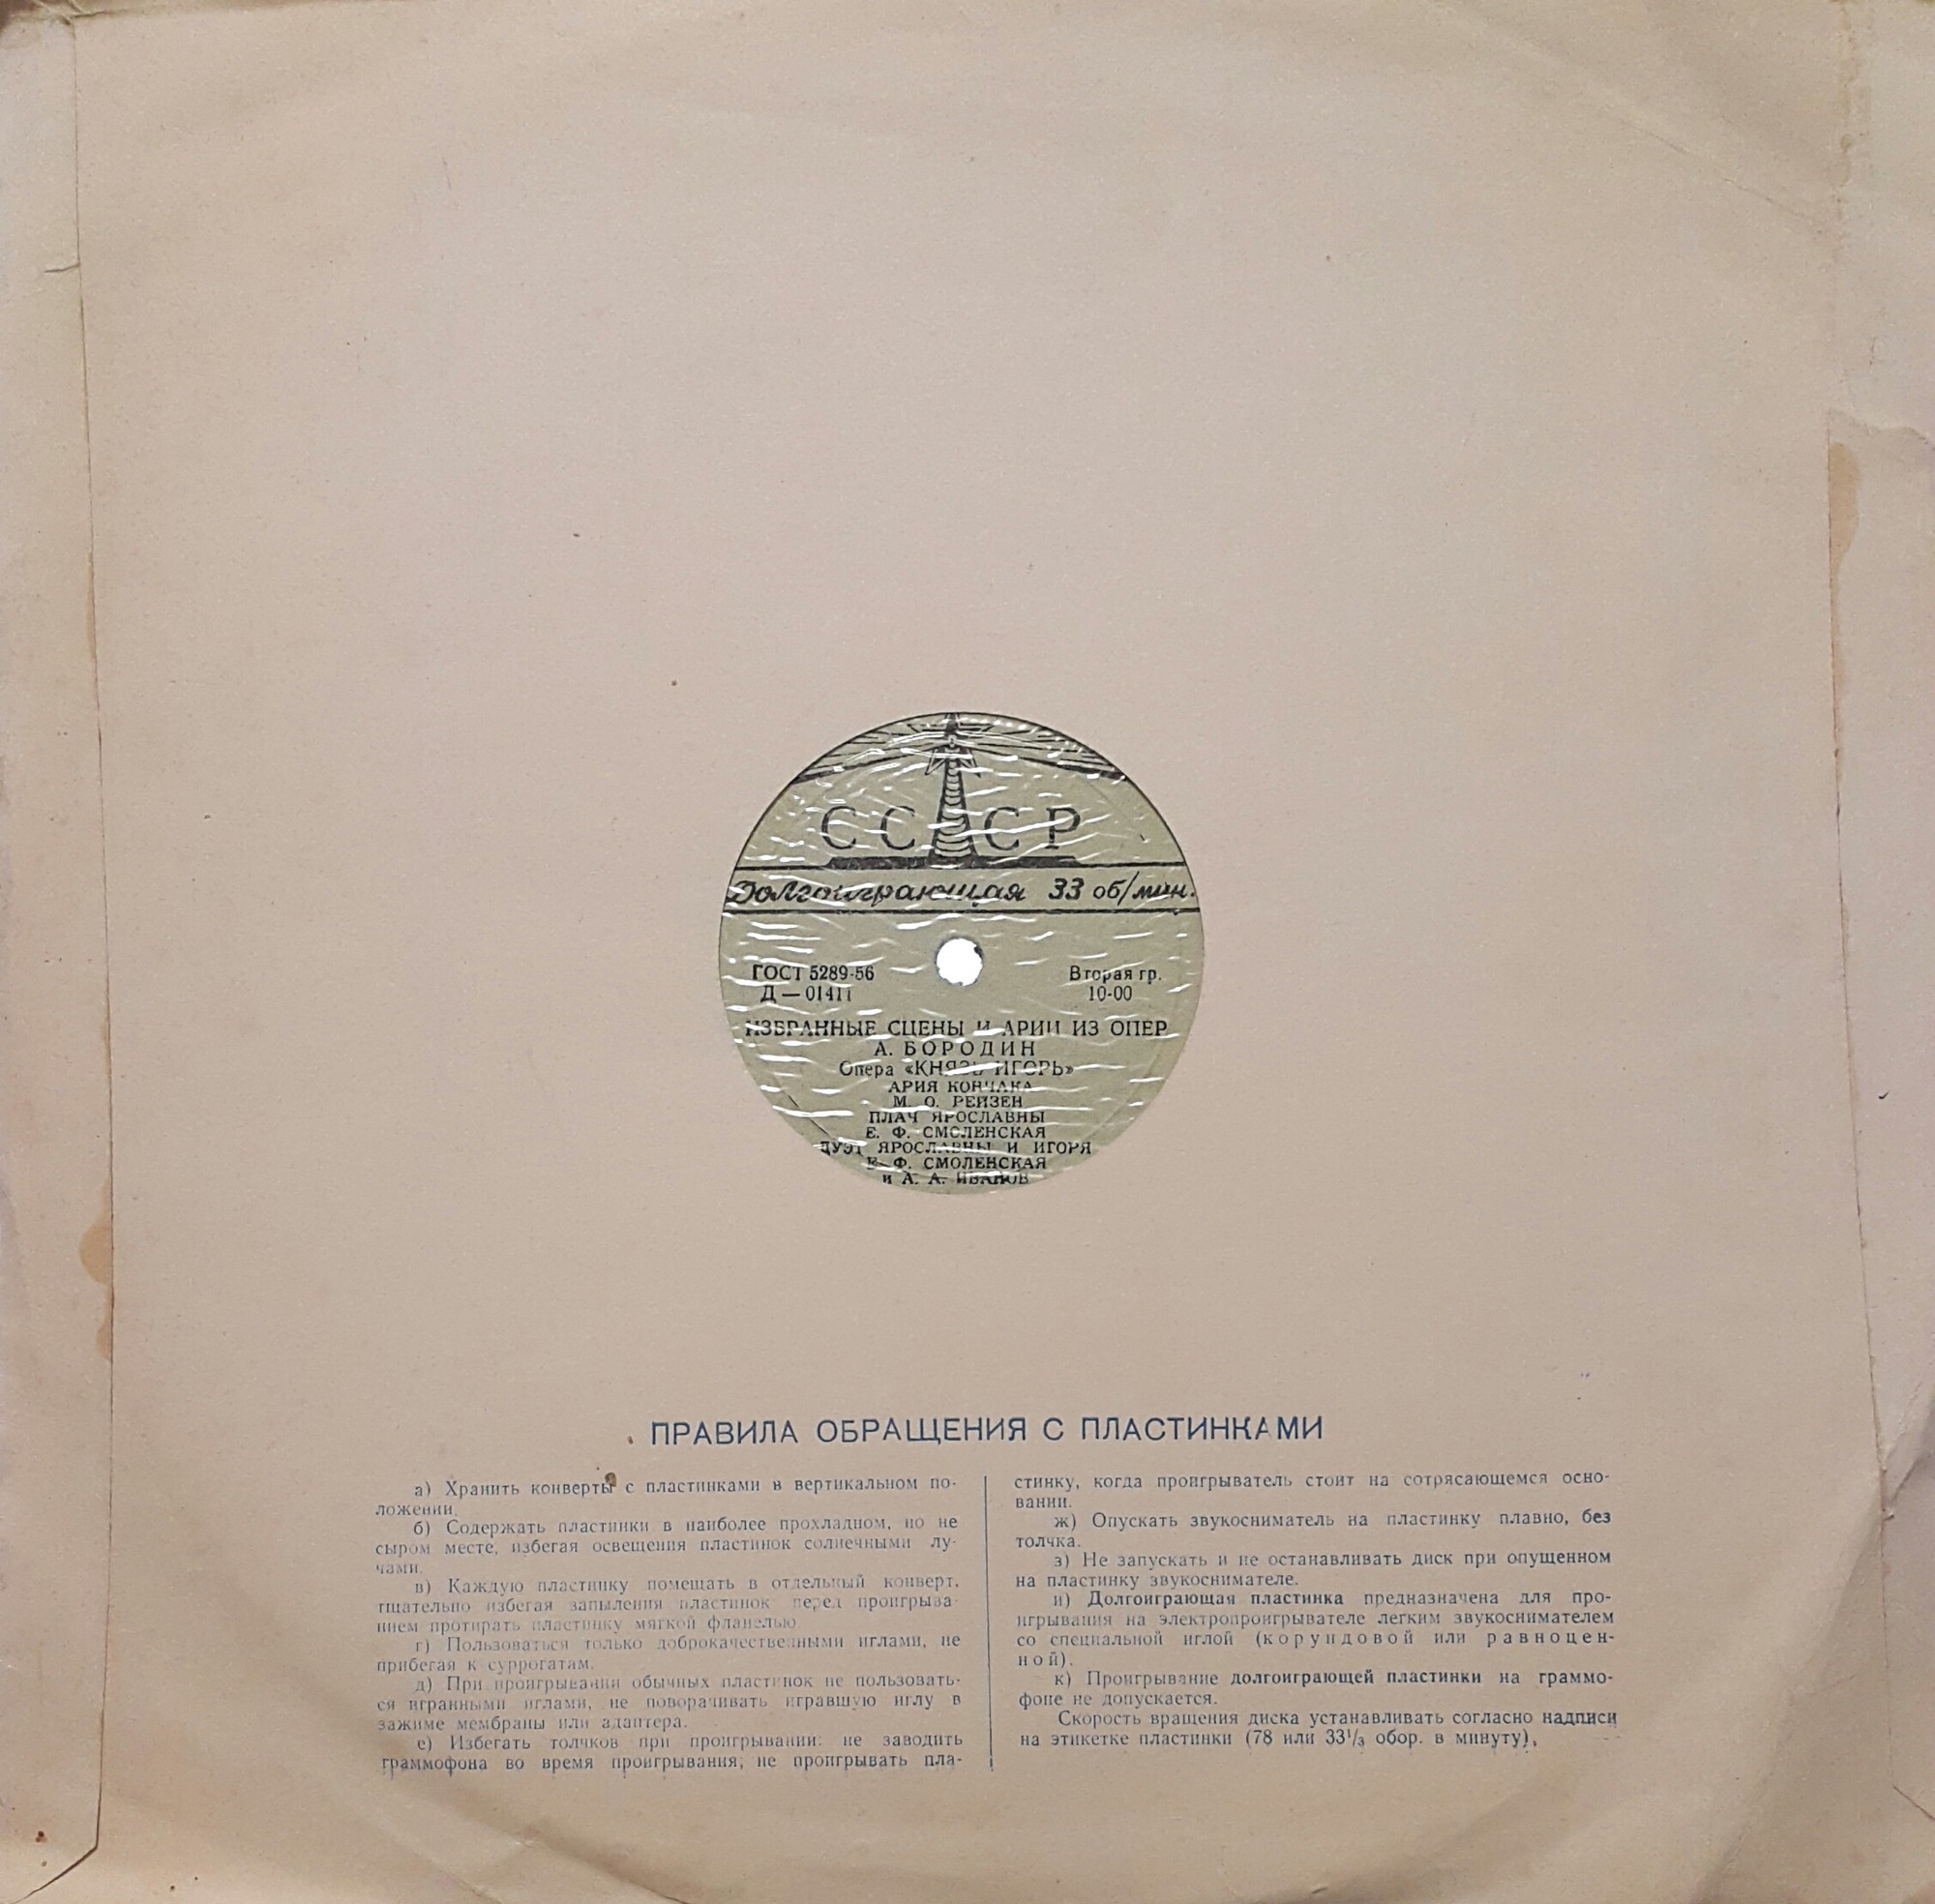 СССР
Долгоиграющая 33 об/мин.
ГОСТ 5289-56 Вторая гр.
Д — 01411 10-00
ИЗБРАННЫЕ СЦЕНЫ И АРИИ ИЗ ОПЕР
А. БОРОДИН
Опера «КНЯЗЬ ИГОРЬ»
АРИЯ КОНЧАКА
М. О. РЕЙЗЕН
ПЛАЧ ЯРОСЛАВНЫ
Е. Ф. СМОЛЕНСКАЯ
ДУЭТ ЯРОСЛАВНЫ И ИГОРЯ
Е. Ф. СМОЛЕНСКАЯ
и А. А. ИВАНОВ
ПРАВИЛА ОБРАЩЕНИЯ С ПЛАСТИНКАМИ
а) Хранить конверты с пластинками в вертикальном по-
ложении.
б) Содержать пластинки в наиболее прохладном, но не
сыром месте, избегая освещения пластинок солнечными лу-
чами.
в) Каждую пластинку помещать в отдельный конверт,
тщательно избегая запыления пластинок перед проигрыва-
нием протирать пластинку мягкой фланелью
г) Пользоваться только доброкачественными иглами, не
прибегая к суррогатам.
д) При проигрывании обычных пластинок не пользовать-
ся игранными иглами, не поворачивать игравшую иглу в
зажиме мембраны или адаптера.
е) Избегать толчков при проигрывании: не заводить
граммофона во время проигрывания; не проигрывать пла-
стинку, когда проигрыватель стоит на сотрясающемся осно-
вании.
ж) Опускать звукосниматель на пластинку плавно, без
толчка.
з) Не запускать и не останавливать диск при опущенном
на пластинку звукоснимателе.
и) Долгоиграющая пластинка предназначена для про-
игрывания на электропроигрывателе легким звукоснимателем
со специальной иглой (корундовой или равноцен-
ной).
к) Проигрывание долгоиграющей пластинки на граммо-
фоне не допускается.
Скорость вращения диска устанавливать согласно надписи
на этикетке пластинки (78 или 33⅓ обор. в минуту),